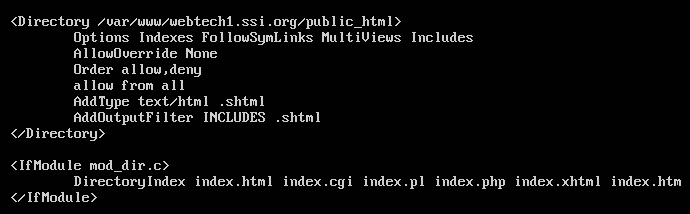 <Directory /var/www/webtech1.ssi.org/public_html>
Options Indexes FollowSymLinks MultiViews Includes
AllowOverride None
Order allow,deny
allow from all
AddType text/html .shtml
AddOutputFilter INCLUDES .shtml
</Directory>
<IfModule mod_dir.c>
DirectoryIndex index.html index.cgi index.pl index.php index.xhtml index.htm
</IfModule>